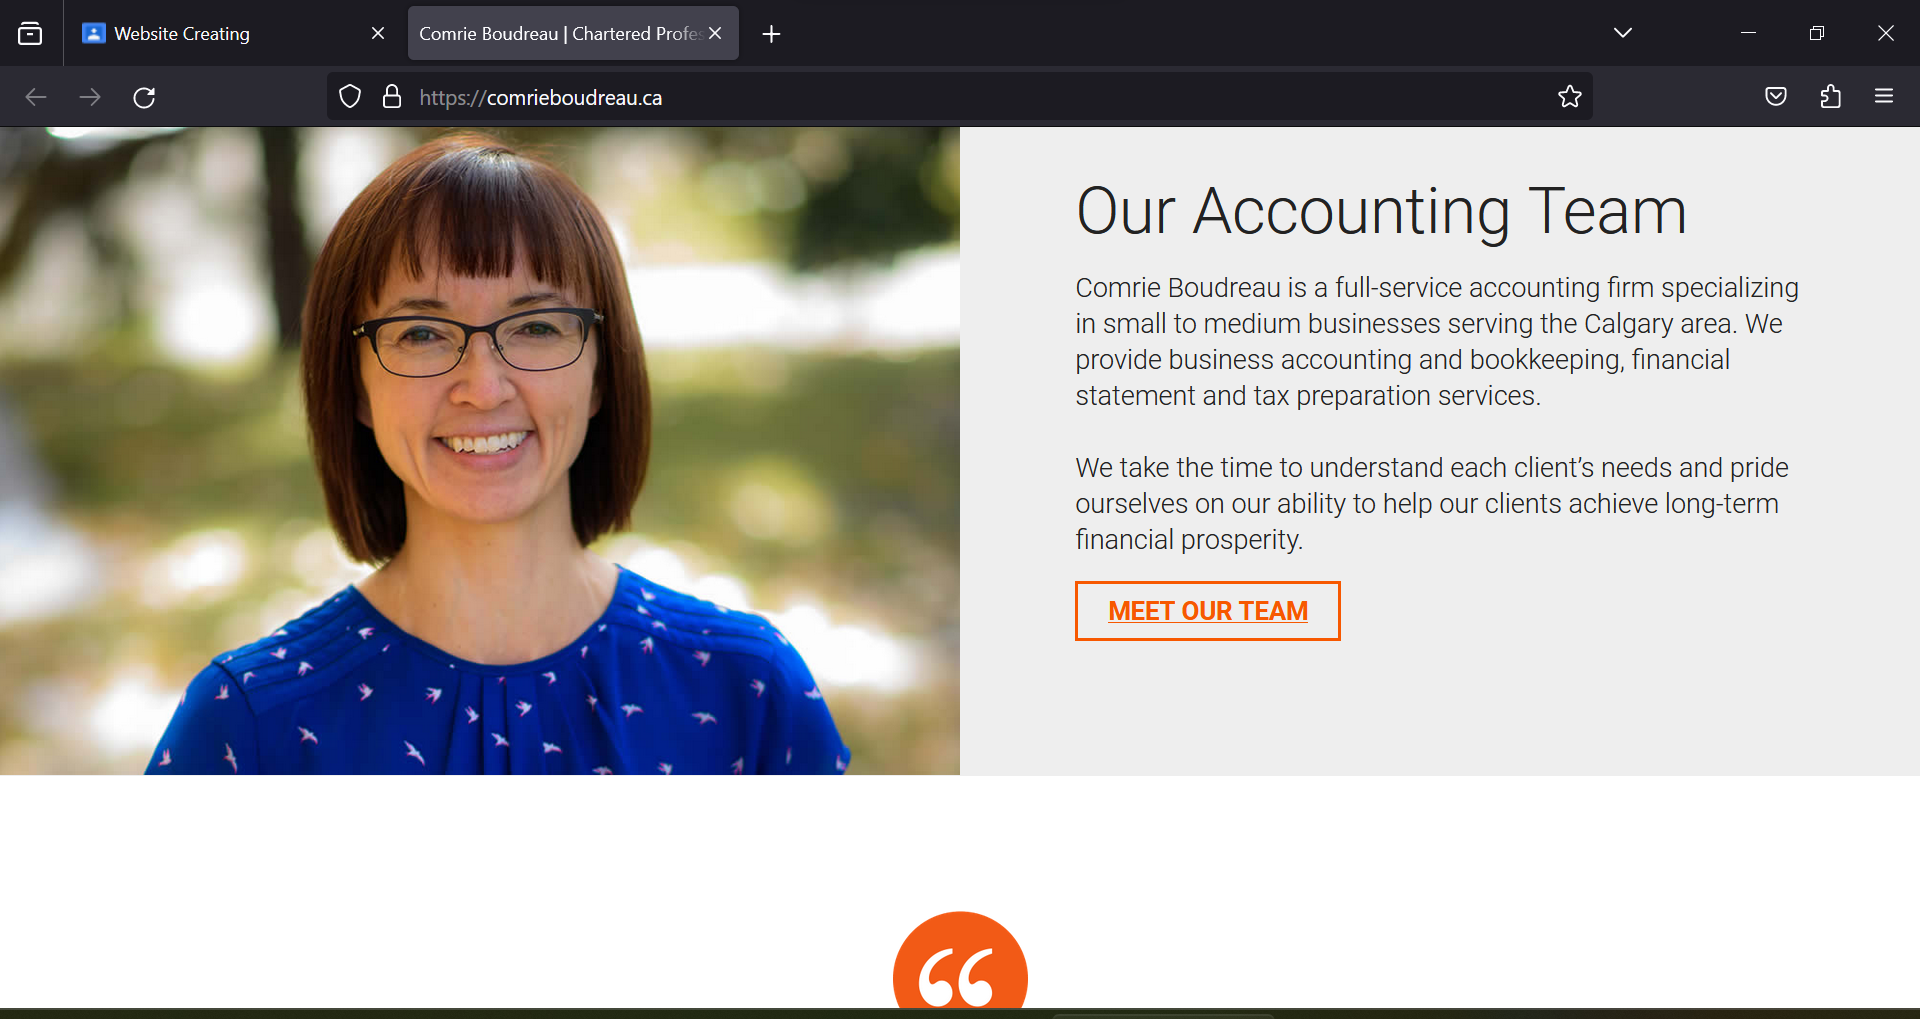 Website Creating
Comrie Boudreau | Chartered Profes
https://comrieboudreau.ca
Our Accounting Team
Comrie Boudreau is a full-service accounting firm specializing
in small to medium businesses serving the Calgary area. We
provide business accounting and bookkeeping, financial
statement and tax preparation services.
We take the time to understand each client’s needs and pride
ourselves on our ability to help our clients achieve long-term
financial prosperity.
MEET OUR TEAM
“